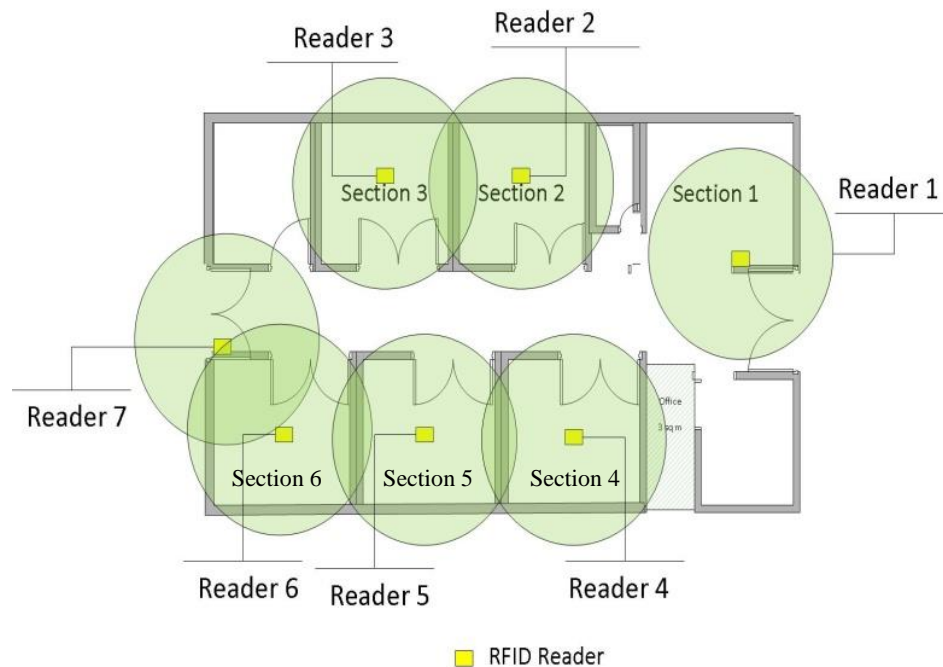 Reader 2
Reader 3
Reader 1
Section 3
Section 2
Section 1
Office
3 sq m
Reader 7
Section 6
Section 5
Section 4
Reader 6
Reader 5
Reader 4
RFID Reader